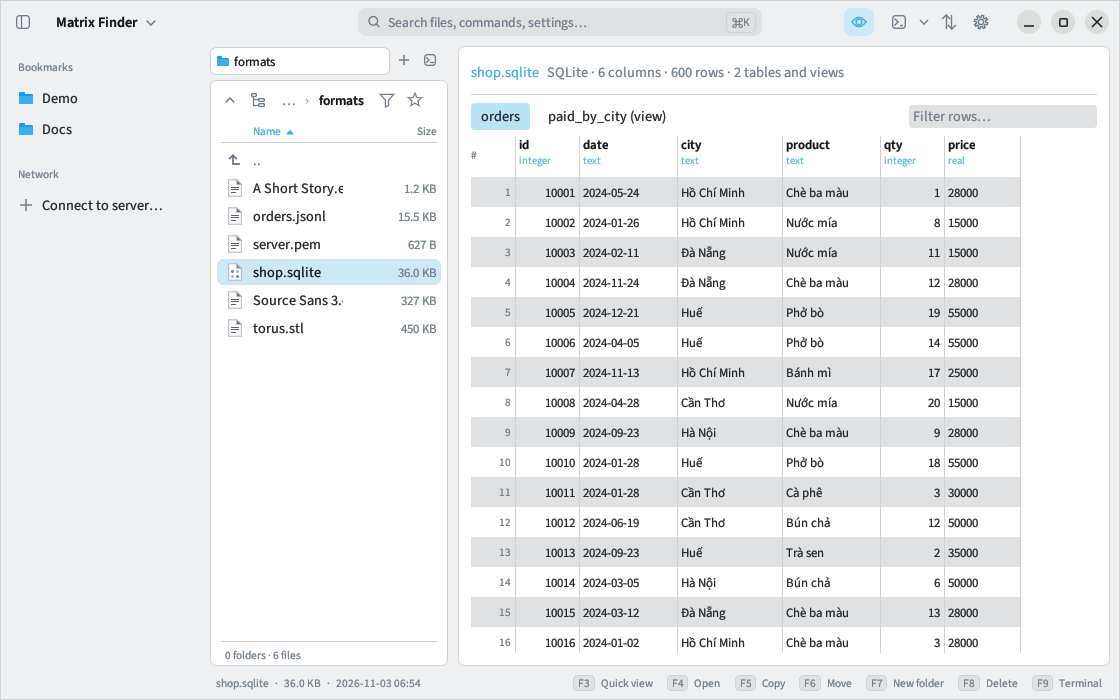 Matrix Finder
Search files, commands, settings… ⌘K
Bookmarks
Demo
Docs
Network
Connect to server…
formats
… › formats
Name Size
..
A Short Story.e 1.2 KB
orders.jsonl 15.5 KB
server.pem 627 B
shop.sqlite 36.0 KB
Source Sans 3. 327 KB
torus.stl 450 KB
0 folders · 6 files
shop.sqlite SQLite · 6 columns · 600 rows · 2 tables and views
orders paid_by_city (view) Filter rows…
# id date city product qty price
integer text text text integer real
1 10001 2024-05-24 Hồ Chí Minh Chè ba màu 1 28000
2 10002 2024-01-26 Hồ Chí Minh Nước mía 8 15000
3 10003 2024-02-11 Đà Nẵng Nước mía 11 15000
4 10004 2024-11-24 Đà Nẵng Chè ba màu 12 28000
5 10005 2024-12-21 Huế Phở bò 19 55000
6 10006 2024-04-05 Huế Phở bò 14 55000
7 10007 2024-11-13 Hồ Chí Minh Bánh mì 17 25000
8 10008 2024-04-28 Cần Thơ Nước mía 20 15000
9 10009 2024-09-23 Hà Nội Chè ba màu 9 28000
10 10010 2024-01-28 Huế Phở bò 18 55000
11 10011 2024-01-28 Cần Thơ Cà phê 3 30000
12 10012 2024-06-19 Cần Thơ Bún chả 12 50000
13 10013 2024-09-23 Huế Trà sen 2 35000
14 10014 2024-03-05 Hà Nội Bún chả 6 50000
15 10015 2024-03-12 Đà Nẵng Chè ba màu 13 28000
16 10016 2024-01-02 Hồ Chí Minh Chè ba màu 3 28000
shop.sqlite · 36.0 KB · 2026-11-03 06:54
F3 Quick view F4 Open F5 Copy F6 Move F7 New folder F8 Delete F9 Terminal